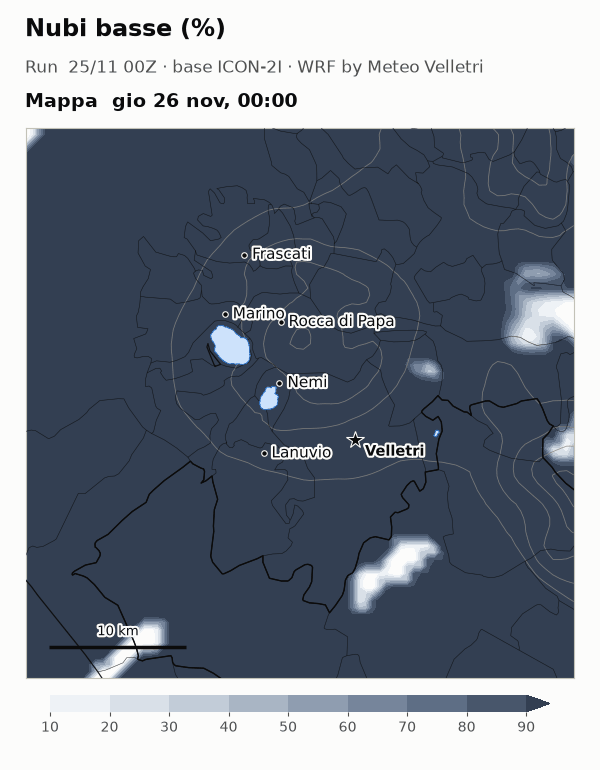 Nubi basse (%)
Run  25/11 00Z · base ICON-2I · WRF by Meteo Velletri
Mappa  gio 26 nov, 00:00
Frascati
Marino
Rocca di Papa
Nemi
Velletri
Lanuvio
10 km
10 20 30 40 50 60 70 80 90